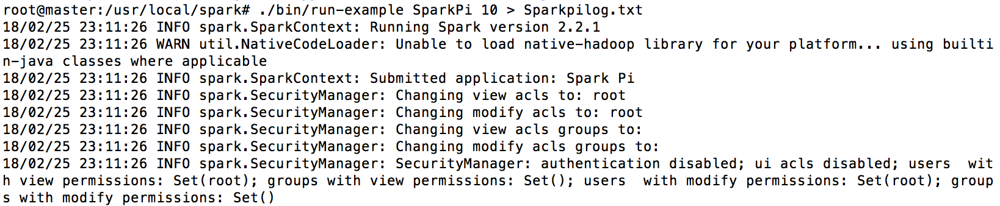 root@master:/usr/local/spark# ./bin/run-example SparkPi 10 > Sparkpilog.txt
18/02/25 23:11:26 INFO spark.SparkContext: Running Spark version 2.2.1
18/02/25 23:11:26 WARN util.NativeCodeLoader: Unable to load native-hadoop library for your platform... using builti
n-java classes where applicable
18/02/25 23:11:26 INFO spark.SparkContext: Submitted application: Spark Pi
18/02/25 23:11:26 INFO spark.SecurityManager: Changing view acls to: root
18/02/25 23:11:26 INFO spark.SecurityManager: Changing modify acls to: root
18/02/25 23:11:26 INFO spark.SecurityManager: Changing view acls groups to:
18/02/25 23:11:26 INFO spark.SecurityManager: Changing modify acls groups to:
18/02/25 23:11:26 INFO spark.SecurityManager: SecurityManager: authentication disabled; ui acls disabled; users  wit
h view permissions: Set(root); groups with view permissions: Set(); users  with modify permissions: Set(root); group
s with modify permissions: Set()